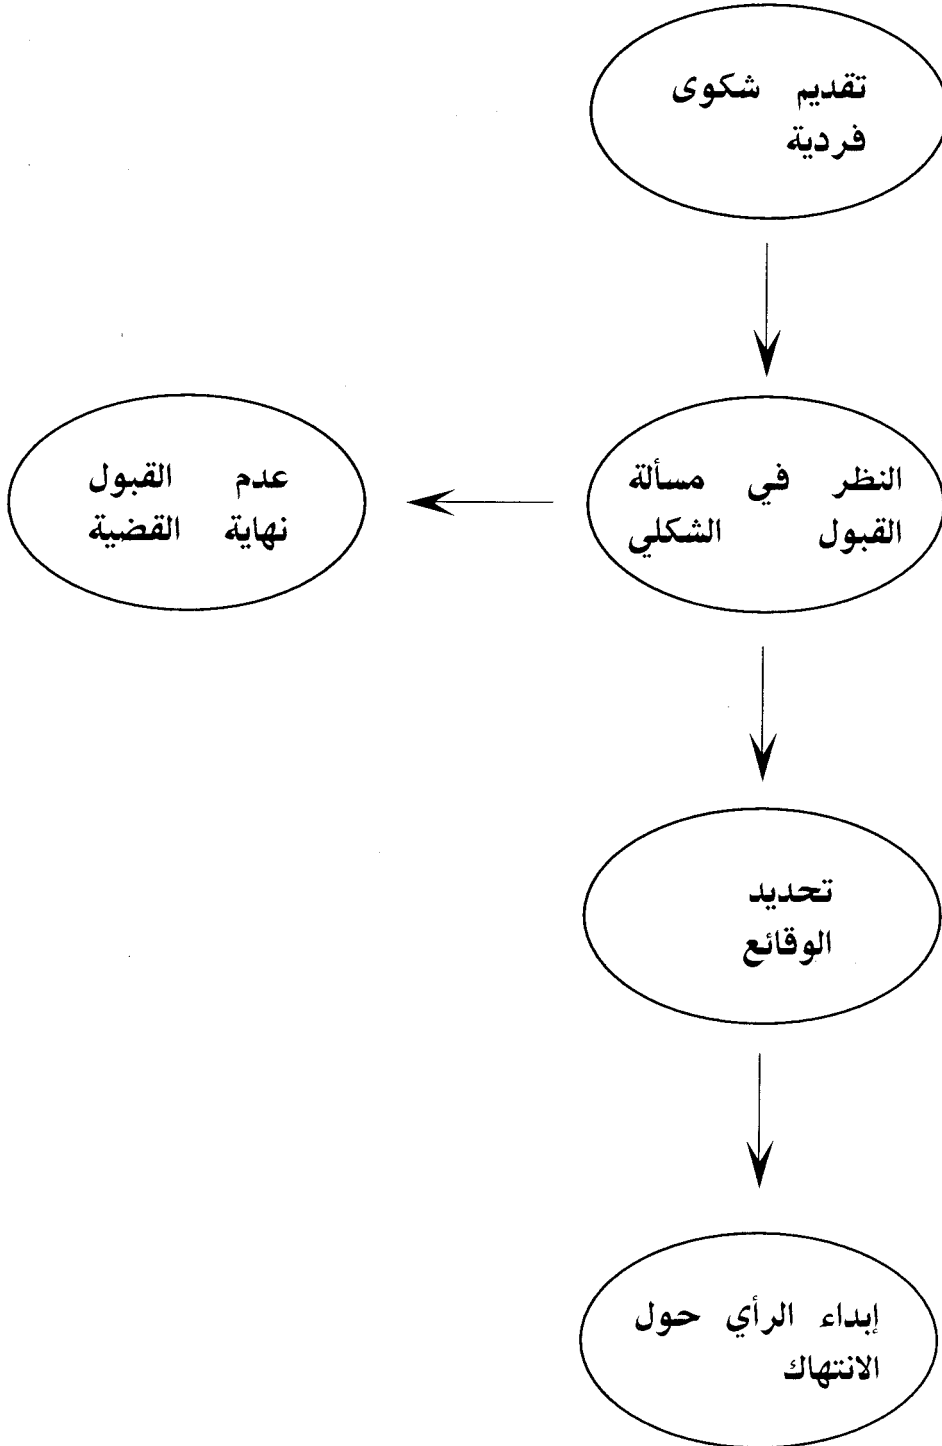 تقديم شكوى
فردية
النظر في مسألة
القبول الشكلي
عدم القبول
نهاية القضية
تحديد
الوقائع
إبداء الرأي حول
الانتهاك